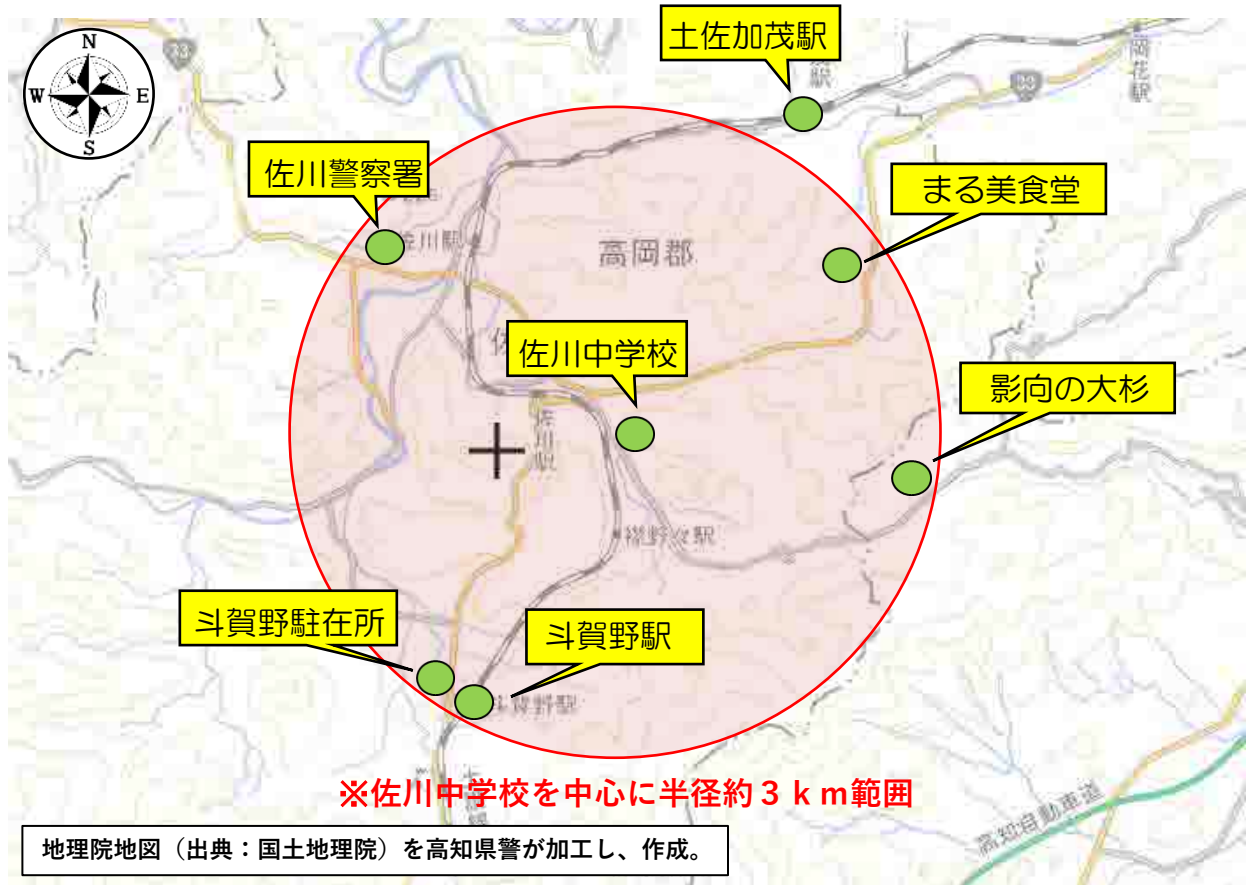 土佐加茂駅
N
W
E
S
33
33
岡花駅
佐川警察署
まる美食堂
高岡郡
佐川中学校
影向の大杉
佐川駅
襟野々駅
斗賀野駐在所
斗賀野駅
斗賀野駅
※佐川中学校を中心に半径約3km範囲
高知自動車道
地理院地図（出典：国土地理院）を高知県警が加工し、作成。